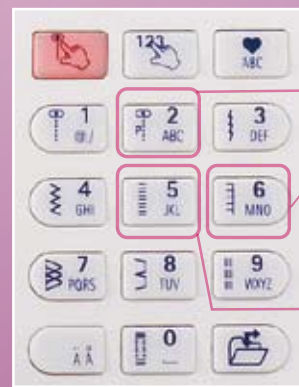 123
ABC
1
@./
2
P
ABC
3
DEF
4
GHI
5
JKL
6
MNO
7
PQRS
8
TUV
9
WXYZ
Ä Å
0